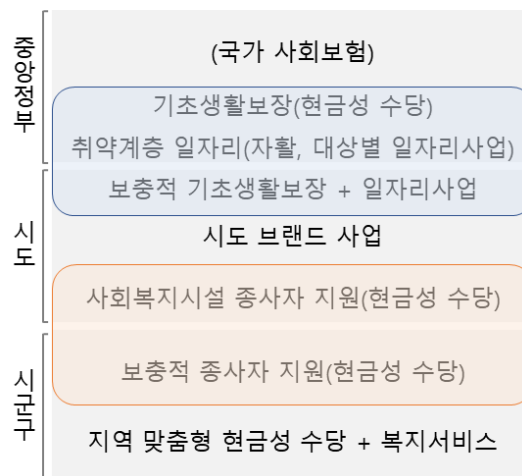 중앙정부
(국가 사회보험)
기초생활보장(현금성 수당)
취약계층 일자리(자활, 대상별 일자리사업)
시도
보충적 기초생활보장 + 일자리사업
시도 브랜드 사업
사회복지시설 종사자 지원(현금성 수당)
시군구
보충적 종사자 지원(현금성 수당)
지역 맞춤형 현금성 수당 + 복지서비스